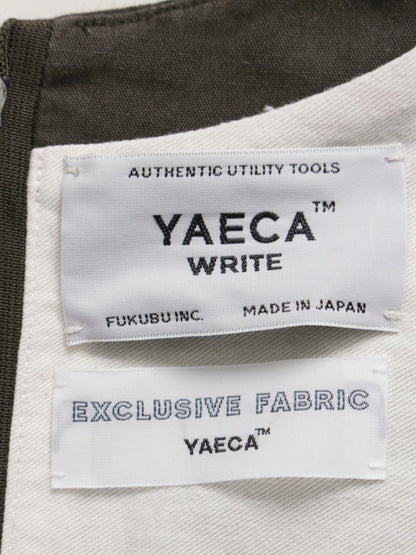 AUTHENTIC UTILITY TOOLS
YAECA™
WRITE
FUKUBU INC. MADE IN JAPAN
EXCLUSIVE FABRIC
YAECA™